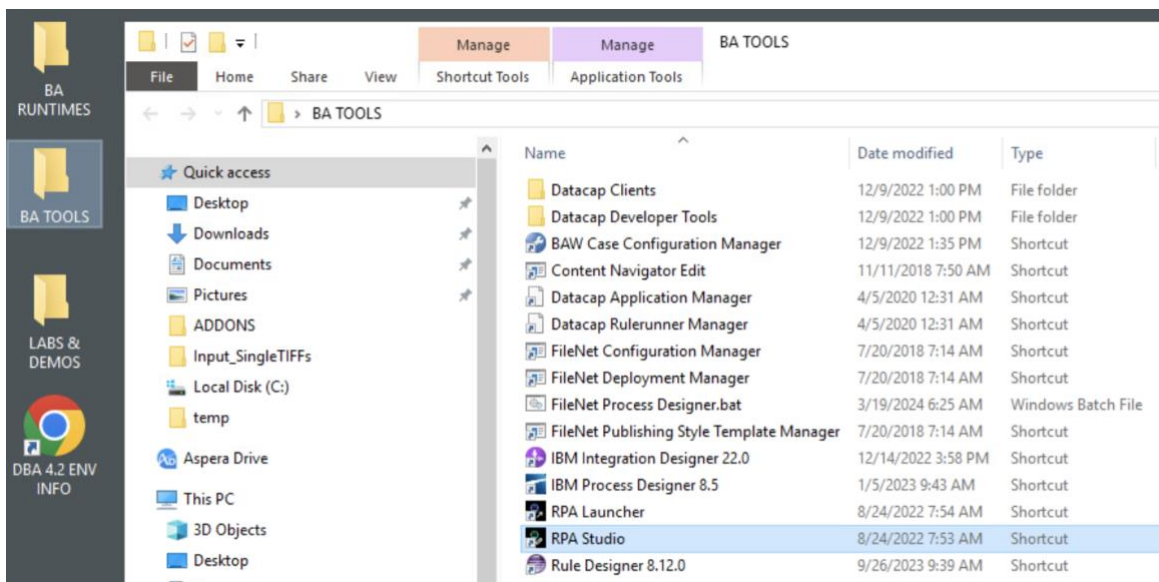 BA
RUNTIMES
BA TOOLS
LABS &
DEMOS
DBA 4.2 ENV
INFO
Manage
Manage
BA TOOLS
File Home Share View Shortcut Tools Application Tools
BA TOOLS
Quick access
Desktop
Downloads
Documents
Pictures
ADDONS
Input_SingleTIFFs
Local Disk (C:)
temp
Aspera Drive
This PC
3D Objects
Desktop
Name Date modified Type
Datacap Clients 12/9/2022 1:00 PM File folder
Datacap Developer Tools 12/9/2022 1:00 PM File folder
BAW Case Configuration Manager 12/9/2022 1:35 PM Shortcut
Content Navigator Edit 11/11/2018 7:50 AM Shortcut
Datacap Application Manager 4/5/2020 12:31 AM Shortcut
Datacap Rulerunner Manager 4/5/2020 12:31 AM Shortcut
FileNet Configuration Manager 7/20/2018 7:14 AM Shortcut
FileNet Deployment Manager 7/20/2018 7:14 AM Shortcut
FileNet Process Designer.bat 3/19/2024 6:25 AM Windows Batch File
FileNet Publishing Style Template Manager 7/20/2018 7:14 AM Shortcut
IBM Integration Designer 22.0 12/14/2022 3:58 PM Shortcut
IBM Process Designer 8.5 1/5/2023 9:43 AM Shortcut
RPA Launcher 8/24/2022 7:54 AM Shortcut
RPA Studio 8/24/2022 7:53 AM Shortcut
Rule Designer 8.12.0 9/26/2023 9:39 AM Shortcut